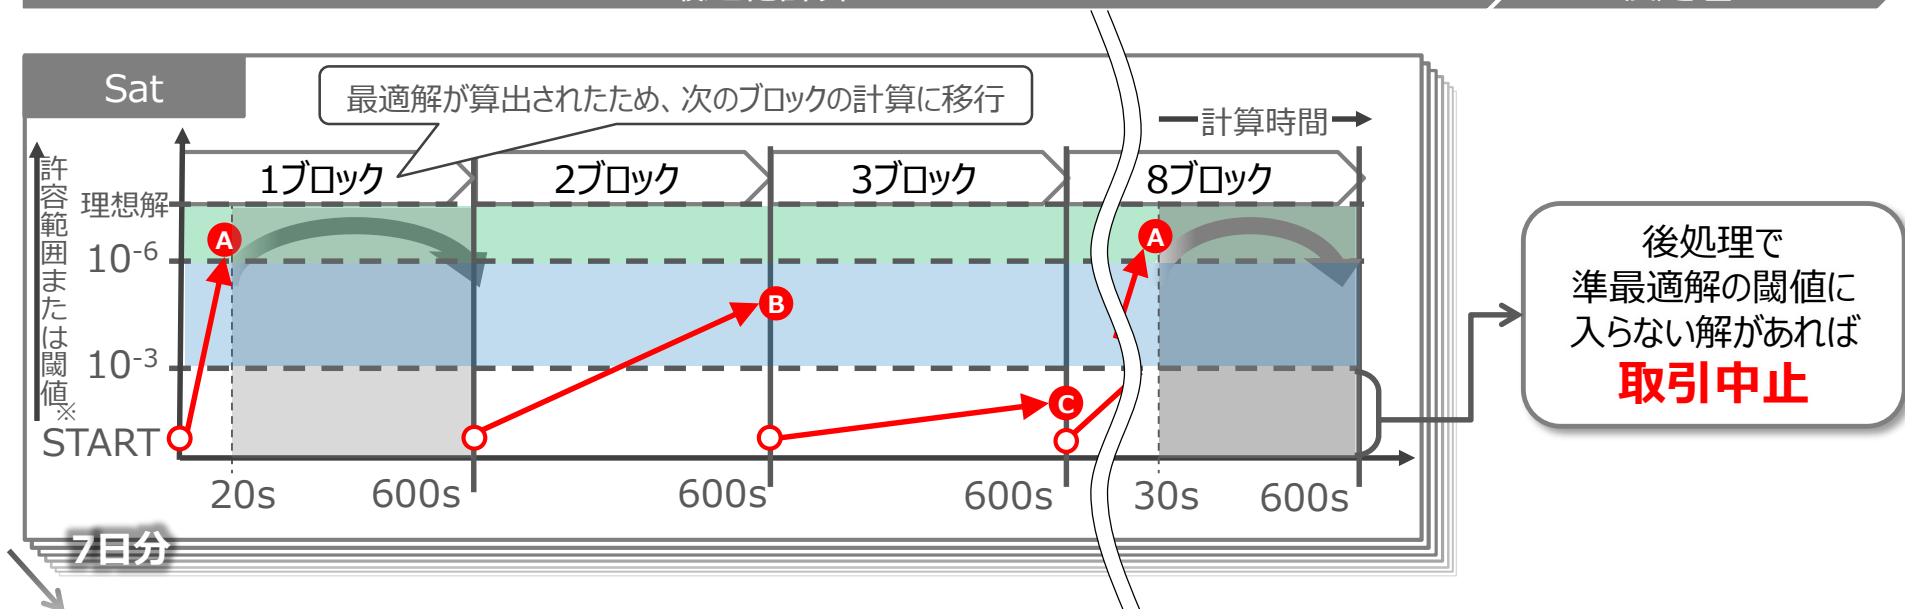 Sat
最適解が算出されたため、次のブロックの計算に移行
計算時間
許容範囲または閾値※
1ブロック
2ブロック
3ブロック
8ブロック
理想解
A
A
10-6
B
10-3
C
START
20s
600s
600s
600s
30s
600s
7日分
後処理で
準最適解の閾値に
入らない解があれば
取引中止